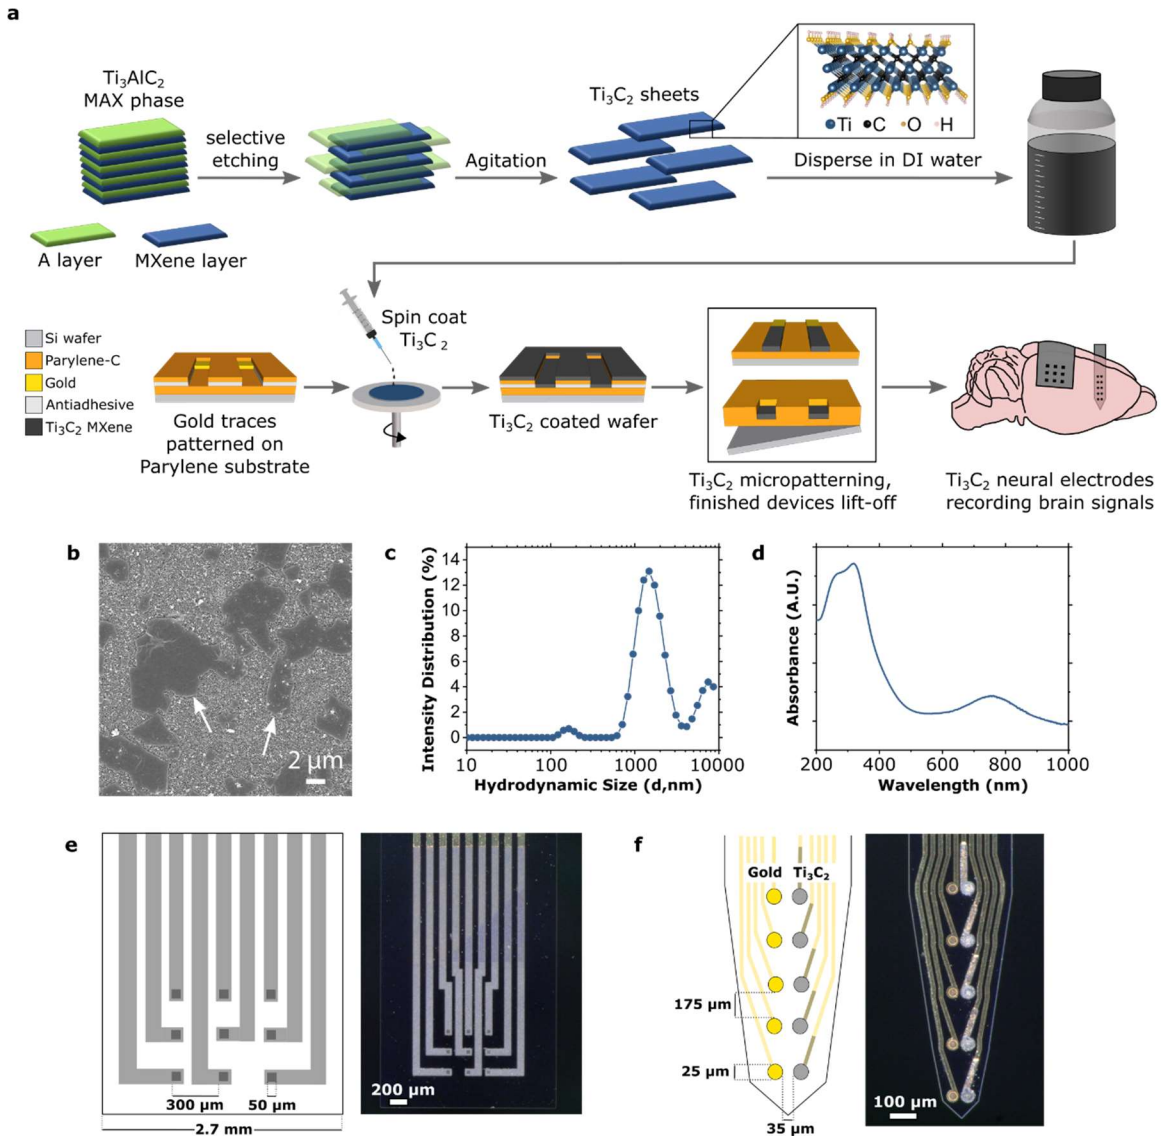 a
Ti₃AlC₂
MAX phase
selective
etching
Agitation
Ti₃C₂ sheets
Ti C O H
Disperse in DI water
A layer
MXene layer
Si wafer
Parylene-C
Gold
Antiadhesive
Ti₃C₂ MXene
Gold traces
patterned on
Parylene substrate
Spin coat
Ti₃C₂
Ti₃C₂ coated wafer
Ti₃C₂ micropatterning,
finished devices lift-off
Ti₃C₂ neural electrodes
recording brain signals
b
2 µm
c
Intensity Distribution (%)
14
12
10
8
6
4
2
0
10 100 1000 10000
Hydrodynamic Size (d,nm)
d
Absorbance (A.U.)
200 400 600 800 1000
Wavelength (nm)
e
300 µm
50 µm
2.7 mm
200 µm
f
Gold Ti₃C₂
175 µm
25 µm
35 µm
100 µm